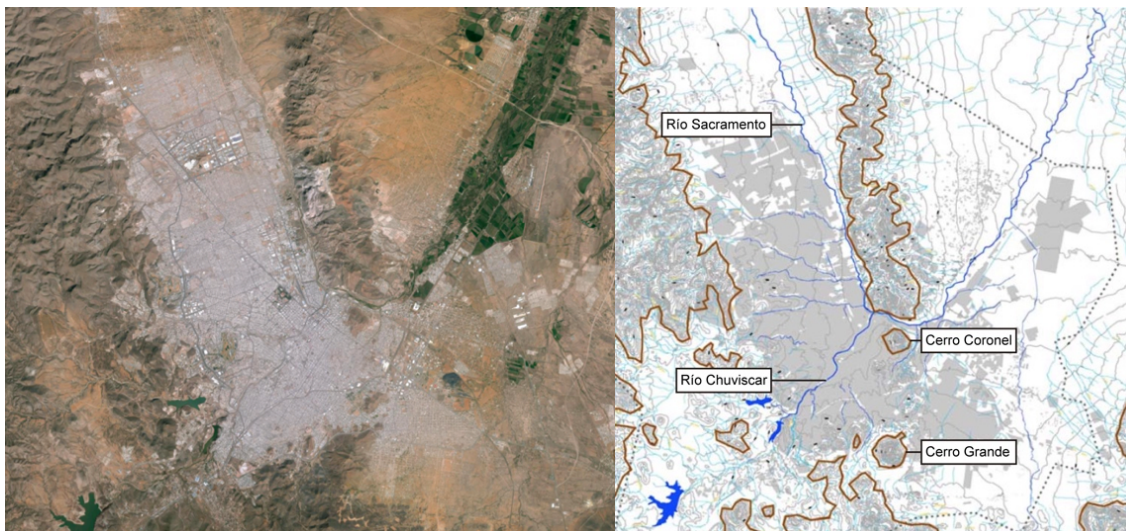 Río Sacramento
Cerro Coronel
Río Chuviscar
Cerro Grande